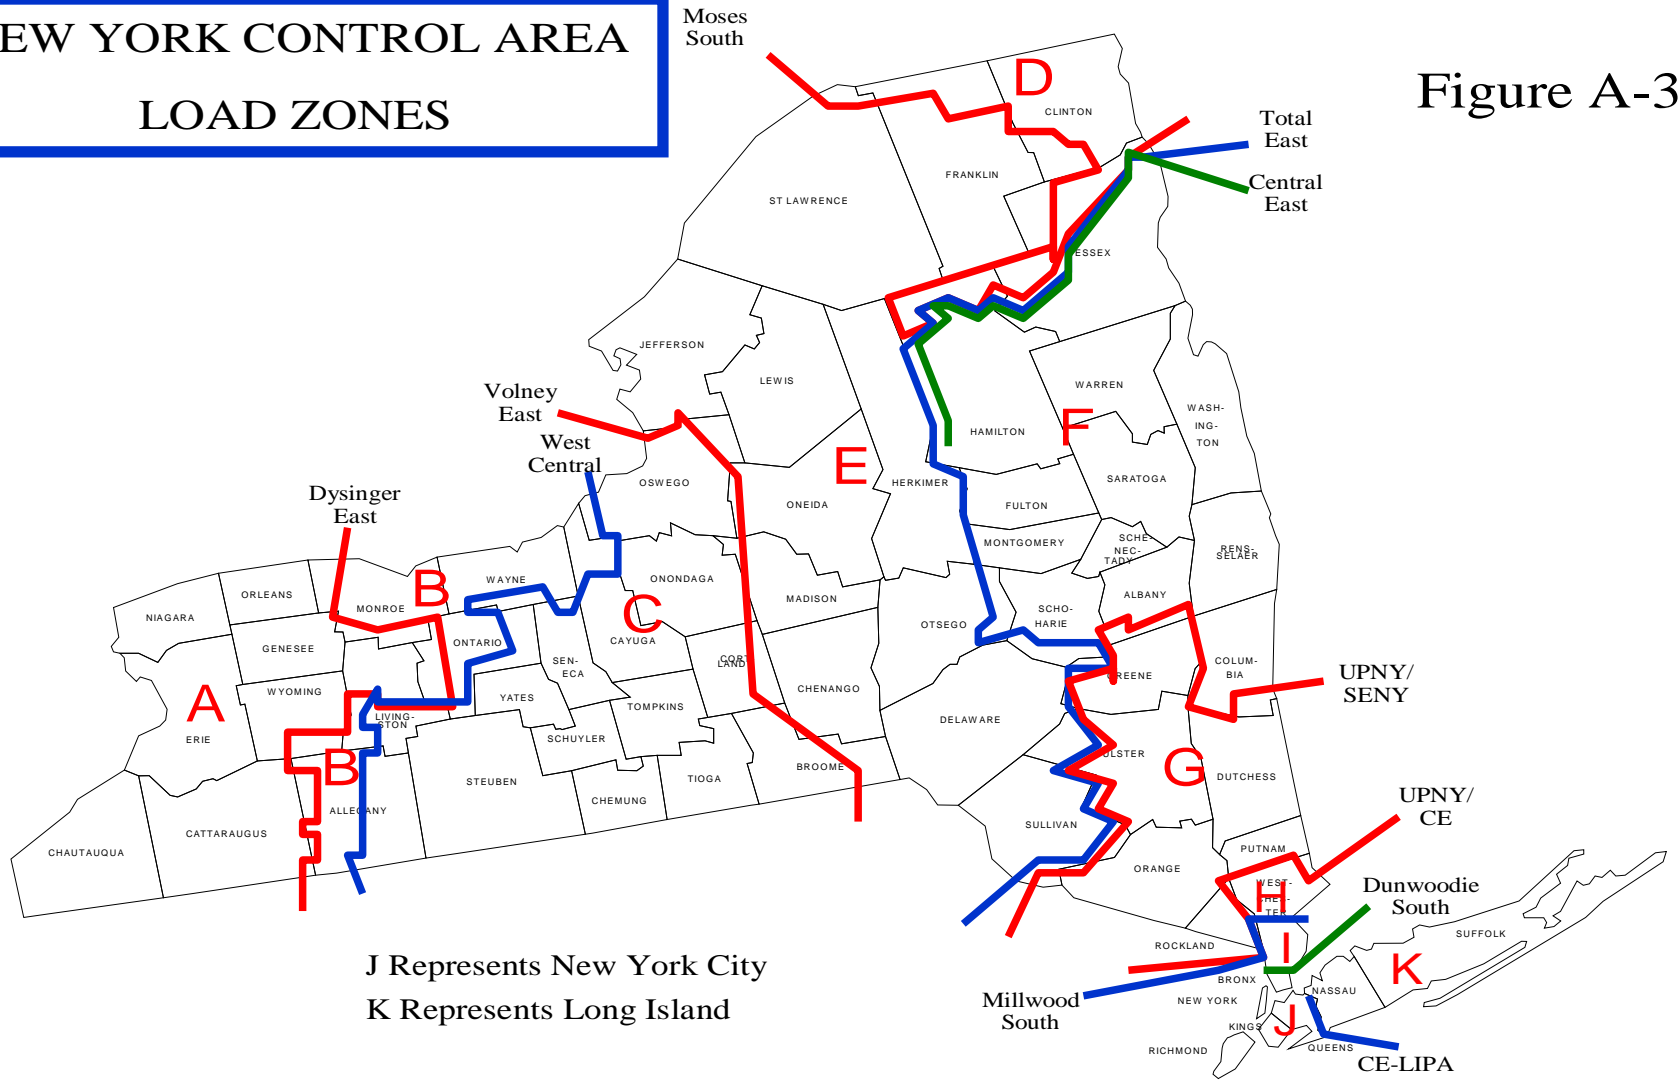 EW YORK CONTROL AREA
LOAD ZONES
Figure A-3
Moses
South
D
CLINTON
Total
East
FRANKLIN
Central
East
ST LAWRENCE
ESSEX
JEFFERSON
LEWIS
WARREN
Volney
East
WASH-
ING-
TON
F
HAMILTON
West
Central
E
OSWEGO
HERKIMER
SARATOGA
Dysinger
East
ONEIDA
FULTON
MONTGOMERY
SCHE-
NEC-
TADY
RENS-
SELAER
B
WAYNE
ONONDAGA
ORLEANS
MONROE
MADISON
ALBANY
NIAGARA
C
SCHO-
HARIE
OTSEGO
GENESEE
ONTARIO
CAYUGA
CORT
LAND
SEN-
ECA
COLUM-
BIA
UPNY/
SENY
GREENE
WYOMING
YATES
CHENANGO
A
LIVING-
STON
TOMPKINS
DELAWARE
ERIE
SCHUYLER
ULSTER
B
STEUBEN
TIOGA
BROOME
G
DUTCHESS
CHEMUNG
ALLEGANY
UPNY/
CE
SULLIVAN
CATTARAUGUS
CHAUTAUQUA
PUTNAM
ORANGE
WEST-
CHES-
TER
H
Dunwoodie
South
SUFFOLK
ROCKLAND
I
K
J Represents New York City
K Represents Long Island
BRONX
NASSAU
Millwood
South
NEW YORK
J
KINGS
RICHMOND
QUEENS
CE-LIPA